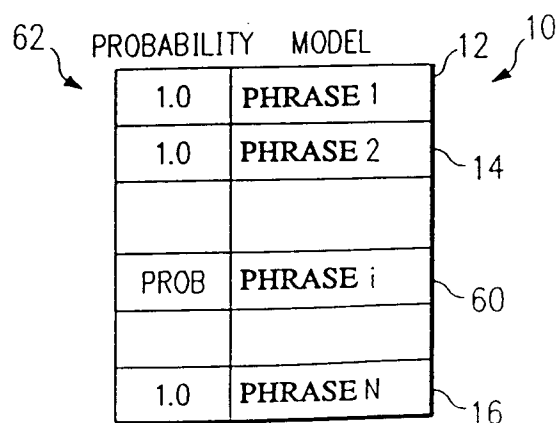 62 PROBABILITY MODEL 12 10
1.0 PHRASE 1
1.0 PHRASE 2 14
PROB PHRASE i 60
1.0 PHRASE N 16